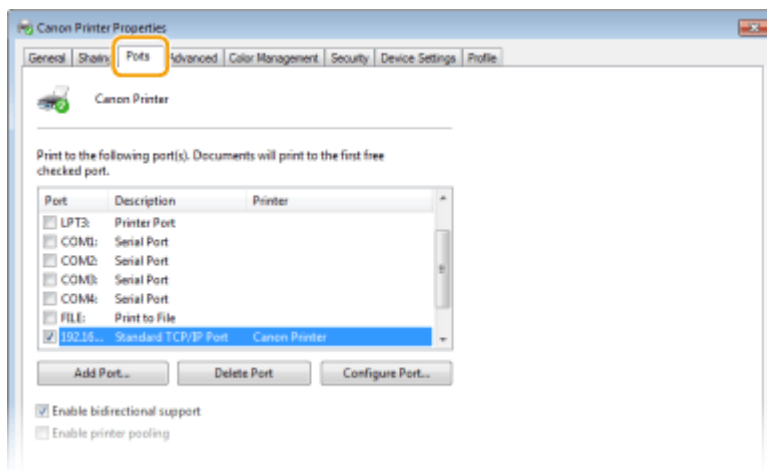 Canon Printer Properties
General Sharing Ports Advanced Color Management Security Device Settings Profile
Canon Printer
Print to the following port(s). Documents will print to the first free
checked port.
Port Description Printer
LPT3: Printer Port
COM1: Serial Port
COM2: Serial Port
COM3: Serial Port
COM4: Serial Port
FILE: Print to File
192.16... Standard TCP/IP Port Canon Printer
Add Port... Delete Port Configure Port...
Enable bidirectional support
Enable printer pooling